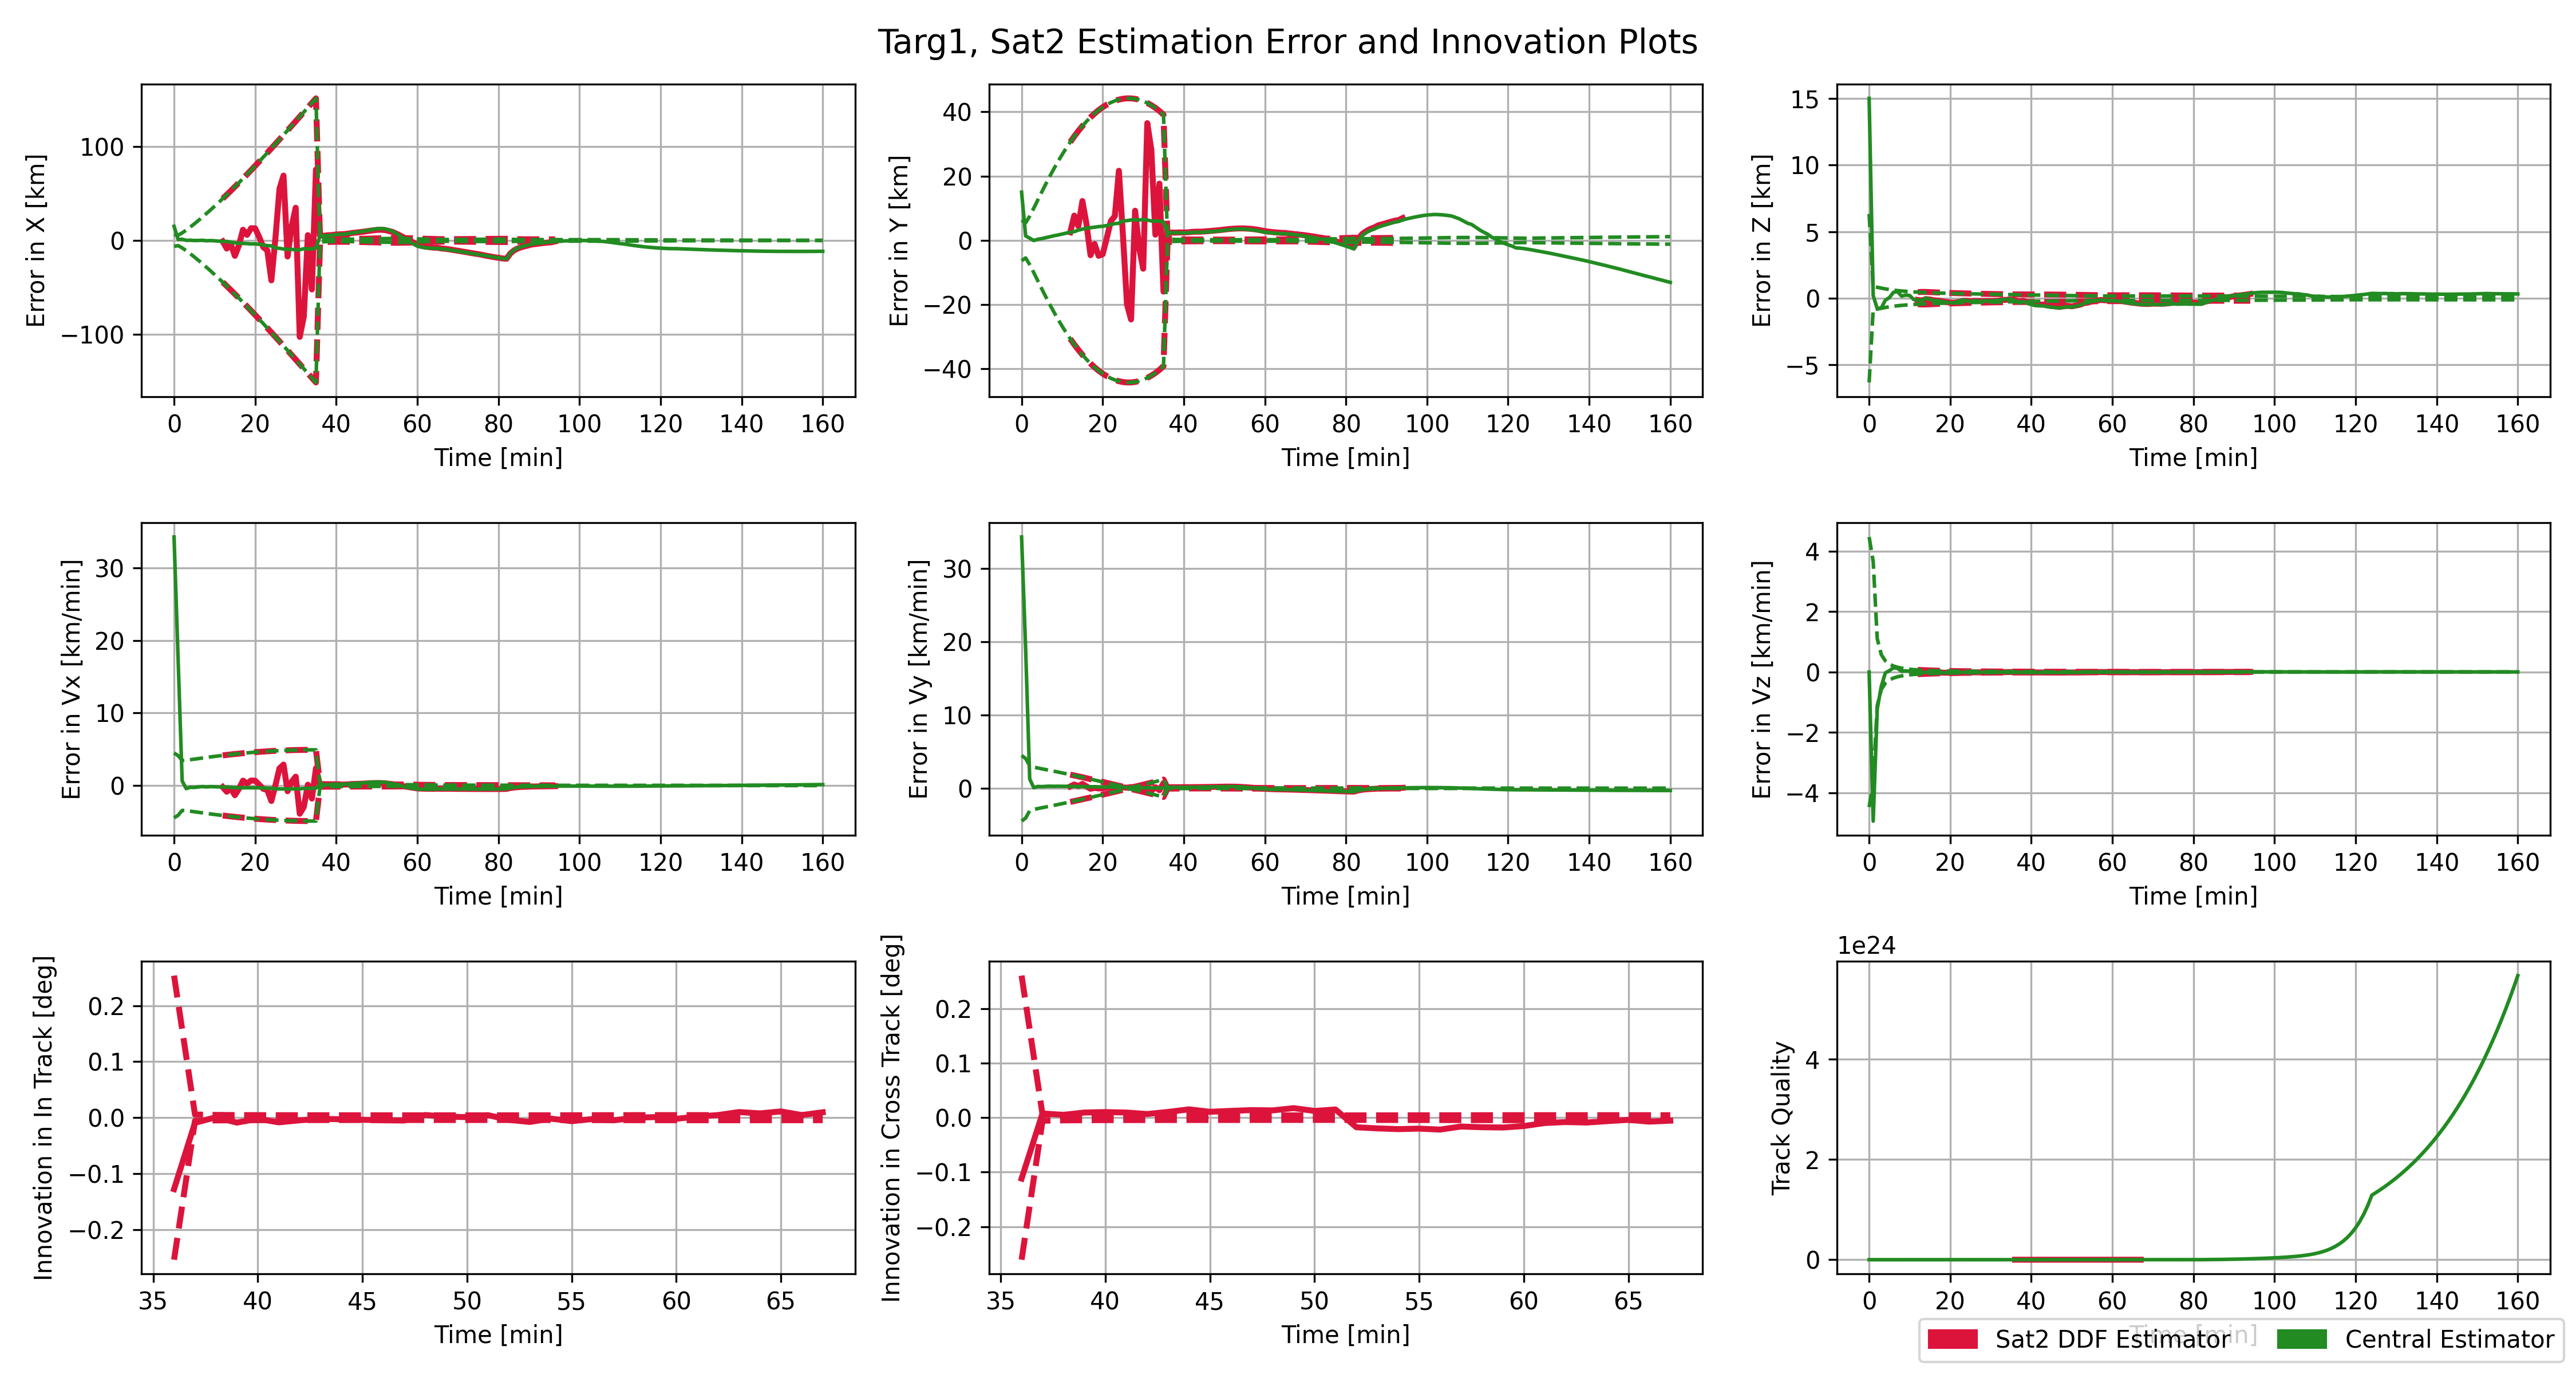 Targ1, Sat2 Estimation Error and Innovation Plots
Error in X [km]
100
0
−100
0 20 40 60 80 100 120 140 160
Time [min]
Error in Y [km]
40
20
0
−20
−40
0 20 40 60 80 100 120 140 160
Time [min]
Error in Z [km]
15
10
5
0
−5
0 20 40 60 80 100 120 140 160
Time [min]
Error in Vx [km/min]
30
20
10
0
0 20 40 60 80 100 120 140 160
Time [min]
Error in Vy [km/min]
30
20
10
0
0 20 40 60 80 100 120 140 160
Time [min]
Error in Vz [km/min]
4
2
0
−2
−4
0 20 40 60 80 100 120 140 160
Time [min]
Innovation in In Track [deg]
0.2
0.1
0.0
−0.1
−0.2
35 40 45 50 55 60 65
Time [min]
Innovation in Cross Track [deg]
0.2
0.1
0.0
−0.1
−0.2
35 40 45 50 55 60 65
Time [min]
1e24
Track Quality
4
2
0
0 20 40 60 80 100 120 140 160
Time [min]
Sat2 DDF Estimator
Central Estimator